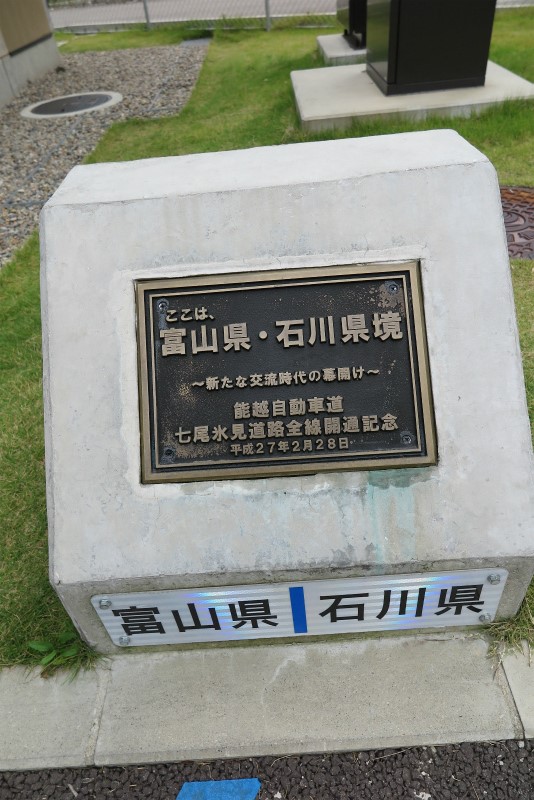 ここは、
富山県・石川県境
～新たな交流時代の幕開け～
能越自動車道
七尾氷見道路全線開通記念
平成27年2月28日
富山県 石川県